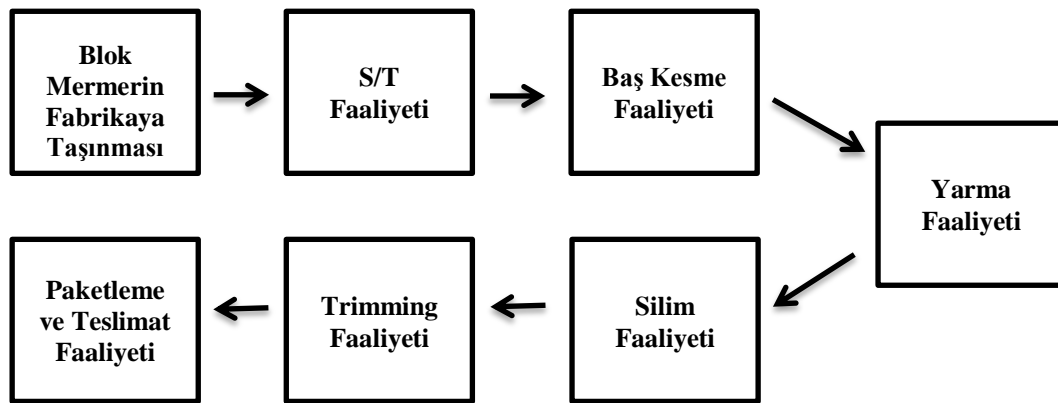 Blok
Mermerin
Fabrikaya
Taşınması
S/T
Faaliyeti
Baş Kesme
Faaliyeti
Yarma
Faaliyeti
Silim
Faaliyeti
Trimming
Faaliyeti
Paketleme
ve Teslimat
Faaliyeti